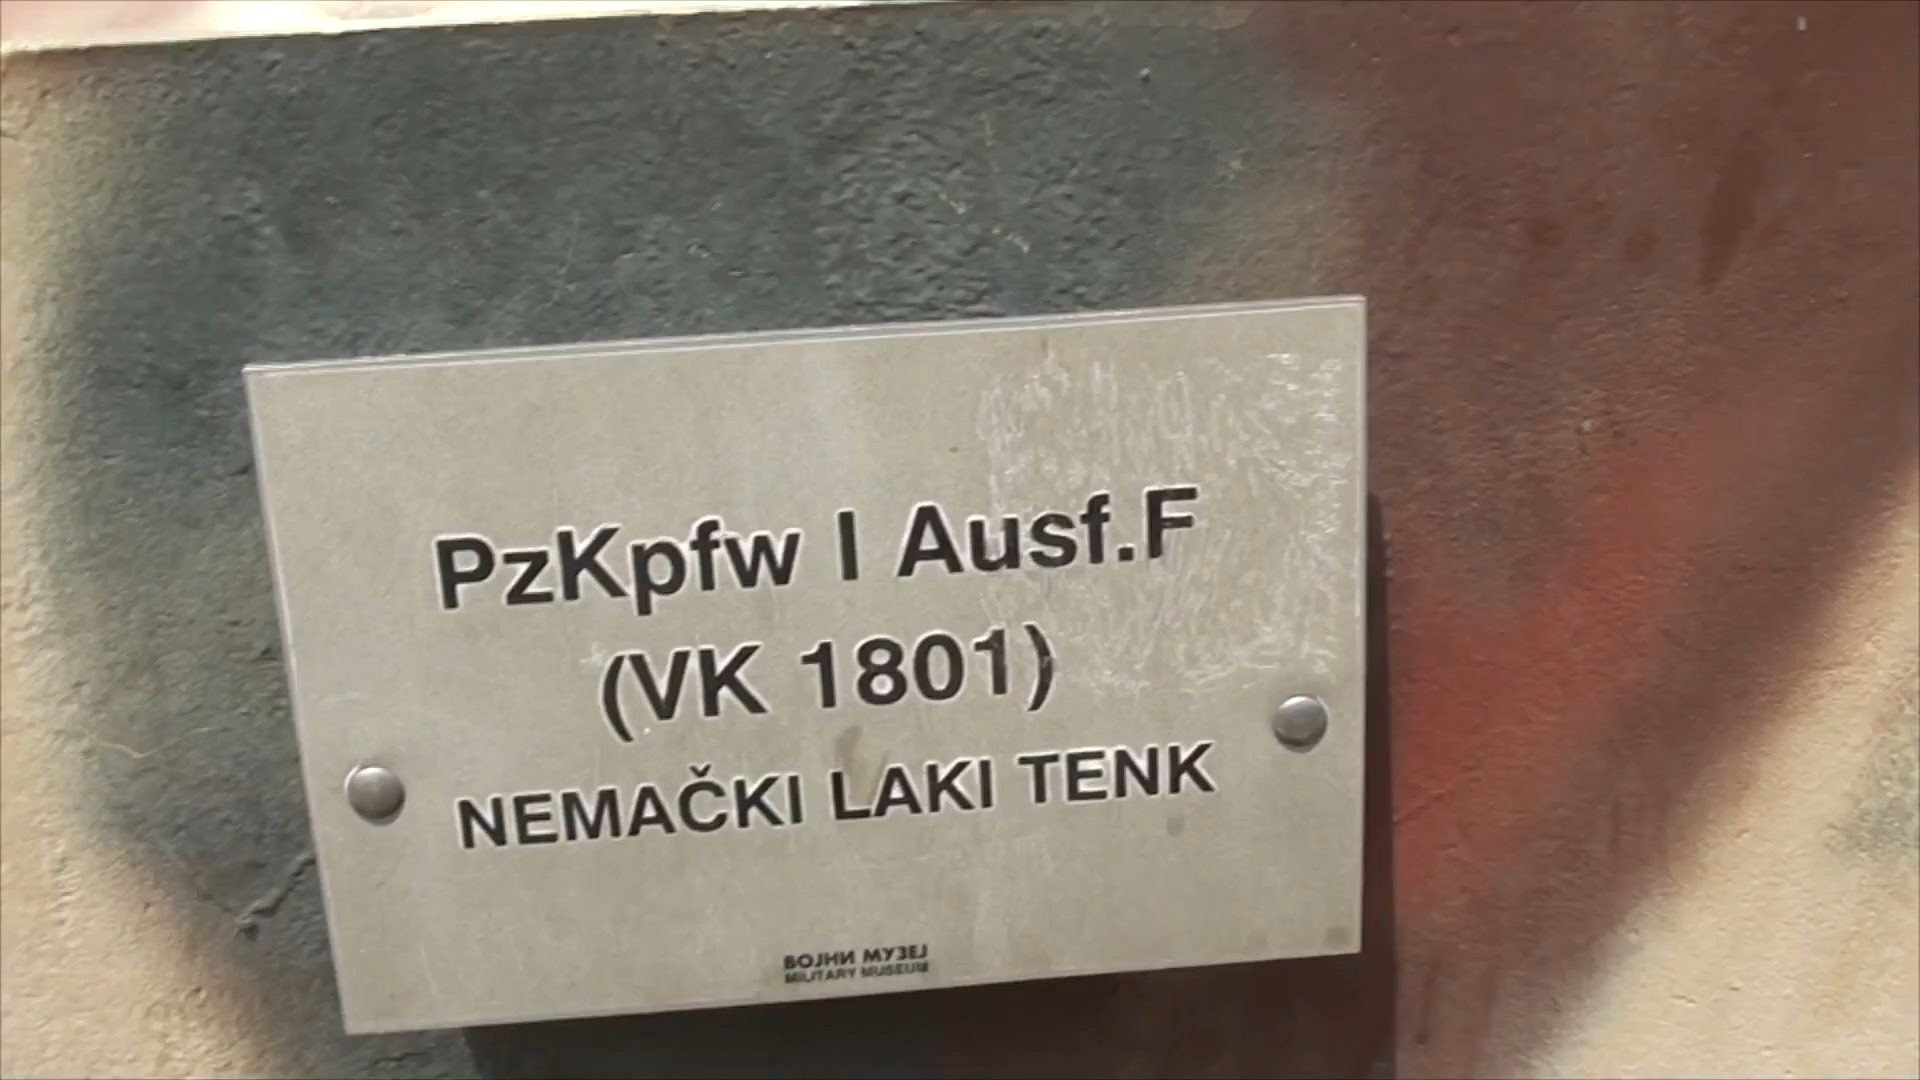 PzKpfw I Ausf.F
(VK 1801)
NEMAČKI LAKI TENK
ВОЈНИ МУЗЕЈ
MILITARY MUSEUM